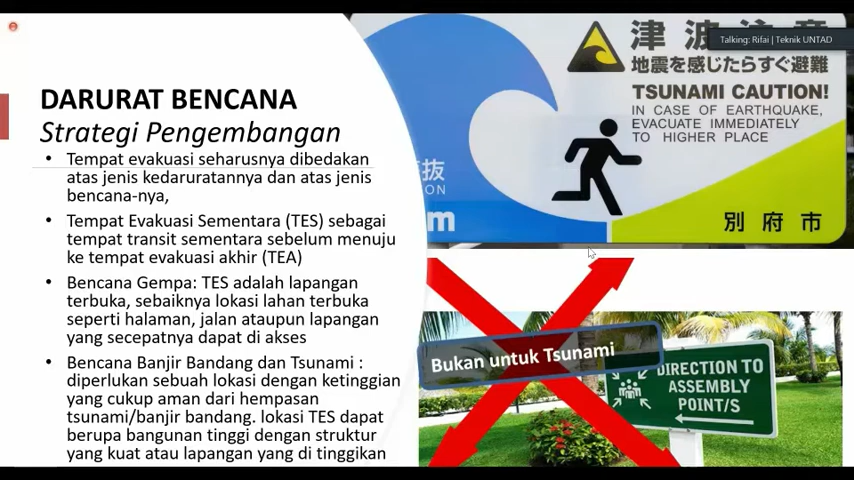 Talking: Rifai | Teknik UNTAD
DARURAT BENCANA
Strategi Pengembangan
• Tempat evakuasi seharusnya dibedakan
atas jenis kedaruratannya dan atas jenis
bencana-nya,
• Tempat Evakuasi Sementara (TES) sebagai
tempat transit sementara sebelum menuju
ke tempat evakuasi akhir (TEA)
• Bencana Gempa: TES adalah lapangan
terbuka, sebaiknya lokasi lahan terbuka
seperti halaman, jalan ataupun lapangan
yang secepatnya dapat di akses
• Bencana Banjir Bandang dan Tsunami :
diperlukan sebuah lokasi dengan ketinggian
yang cukup aman dari hempasan
tsunami/banjir bandang. lokasi TES dapat
berupa bangunan tinggi dengan struktur
yang kuat atau lapangan yang di tinggikan
津波注意
地震を感じたらすぐ避難
TSUNAMI CAUTION!
IN CASE OF EARTHQUAKE,
EVACUATE IMMEDIATELY
TO HIGHER PLACE
抜
ION
m
別府市
Bukan untuk Tsunami
DIRECTION TO
ASSEMBLY
POINT/S